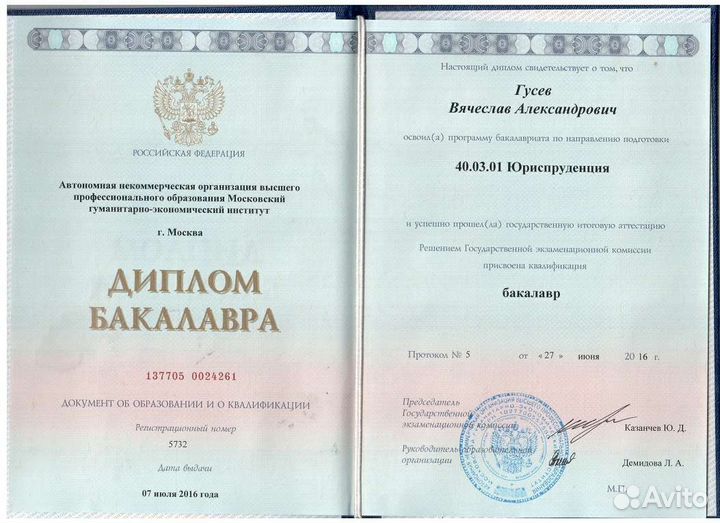 РОССИЙСКАЯ ФЕДЕРАЦИЯ
Автономная некоммерческая организация высшего
профессионального образования Московский
гуманитарно-экономический институт
г. Москва
ДИПЛОМ
БАКАЛАВРА
137705 0024261
ДОКУМЕНТ ОБ ОБРАЗОВАНИИ И О КВАЛИФИКАЦИИ
Регистрационный номер
5732
Дата выдачи
07 июля 2016 года
Настоящий диплом свидетельствует о том, что
Гусев
Вячеслав Александрович
освоил(а) программу бакалавриата по направлению подготовки
40.03.01 Юриспруденция
и успешно прошел(ла) государственную итоговую аттестацию
Решением Государственной экзаменационной комиссии
присвоена квалификация
бакалавр
Протокол № 5 от «27» июня 2016 г.
Председатель
Государственной
экзаменационной комиссии
Казанчев Ю. Д.
Руководитель образовательной
организации
Демидова Л. А.
М.П.
Avito